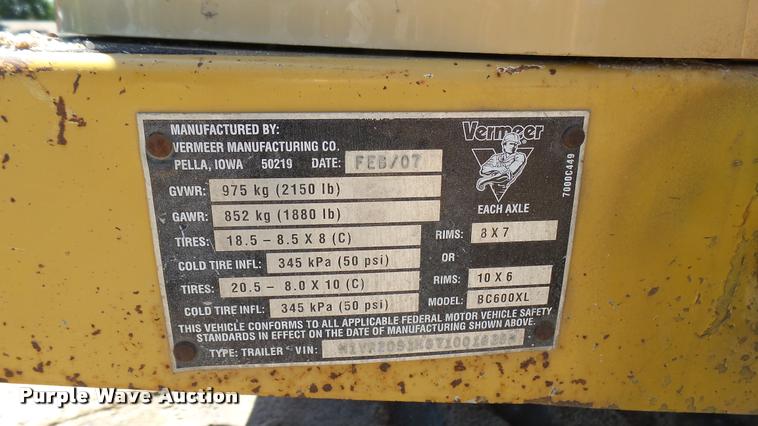 MANUFACTURED BY:
VERMEER MANUFACTURING CO.
PELLA, IOWA 50219 DATE: FEB/07
Vermeer
GVWR: 975 kg (2150 lb)
GAWR: 852 kg (1880 lb)
EACH AXLE
TIRES: 18.5 - 8.5 X 8 (C) RIMS: 8 X 7
COLD TIRE INFL: 345 kPa (50 psi) OR
TIRES: 20.5 - 8.0 X 10 (C) RIMS: 10 X 6
COLD TIRE INFL: 345 kPa (50 psi) MODEL: BC600XL
THIS VEHICLE CONFORMS TO ALL APPLICABLE FEDERAL MOTOR VEHICLE SAFETY
STANDARDS IN EFFECT ON THE DATE OF MANUFACTURING SHOWN ABOVE.
TYPE: TRAILER VIN:
7000C449
Purple Wave Auction